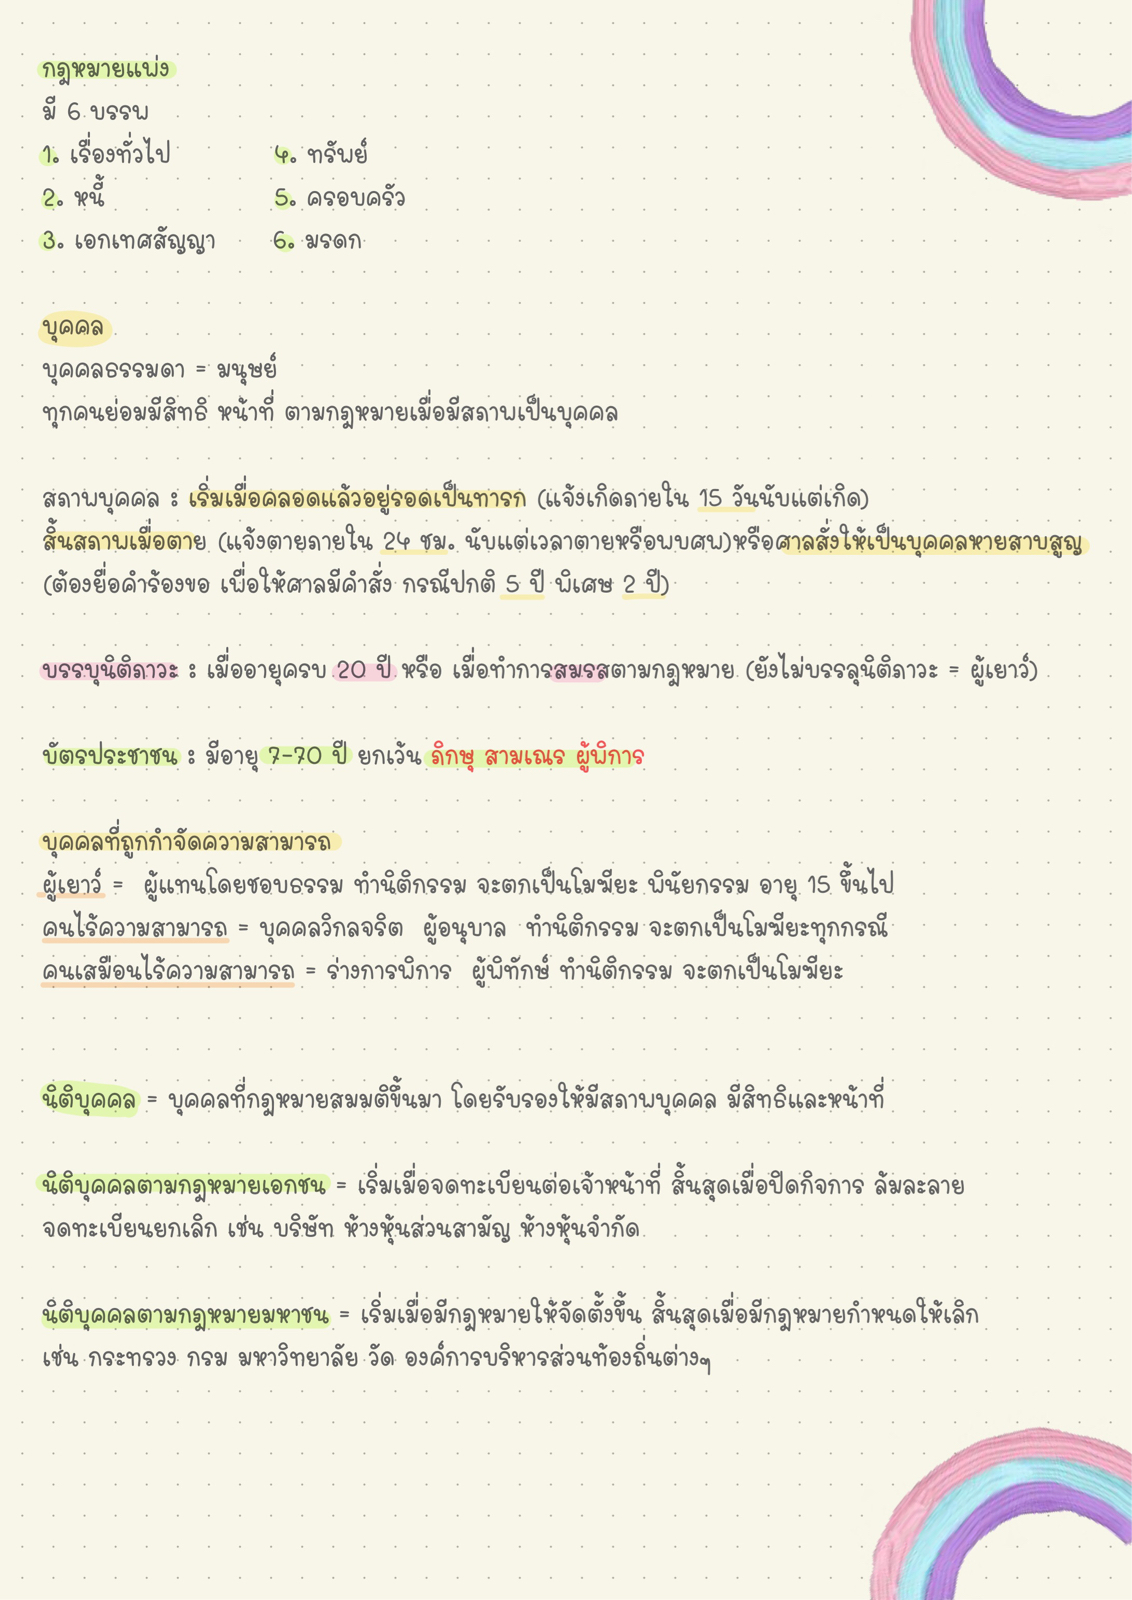 กฎหมายแพ่ง
มี 6 บรรพ
1. เรื่องทั่วไป
2. หนี้
3. เอกเทศสัญญา
4. ทรัพย์
5. ครอบครัว
6. มรดก
บุคคล
บุคคลธรรมดา = มนุษย์
ทุกคนย่อมมีสิทธิ หน้าที่ ตามกฎหมายเมื่อมีสภาพเป็นบุคคล
สภาพบุคคล : เริ่มเมื่อคลอดแล้วอยู่รอดเป็นทารก (แจ้งเกิดภายใน 15 วันนับแต่เกิด)
สิ้นสภาพเมื่อตาย (แจ้งตายภายใน 24 ชม. นับแต่เวลาตายหรือพบศพ)หรือศาลสั่งให้เป็นบุคคลหายสาบสูญ
(ต้องยื่อคำร้องขอ เพื่อให้ศาลมีคำสั่ง กรณีปกติ 5 ปี พิเศษ 2 ปี)
บรรบุนิติภาวะ : เมื่ออายุครบ 20 ปี หรือ เมื่อทำการสมรสตามกฎหมาย (ยังไม่บรรลุนิติภาวะ = ผู้เยาว์)
บัตรประชาชน : มีอายุ 7-70 ปี ยกเว้น ภิกษุ สามเณร ผู้พิการ
บุคคลที่ถูกกำจัดความสามารถ
ผู้เยาว์ = ผู้แทนโดยชอบธรรม ทำนิติกรรม จะตกเป็นโมฆียะ พินัยกรรม อายุ 15 ขึ้นไป
คนไร้ความสามารถ = บุคคลวิกลจริต ผู้อนุบาล ทำนิติกรรม จะตกเป็นโมฆียะทุกกรณี
คนเสมือนไร้ความสามารถ = ร่างการพิการ ผู้พิทักษ์ ทำนิติกรรม จะตกเป็นโมฆียะ
นิติบุคคล = บุคคลที่กฎหมายสมมติขึ้นมา โดยรับรองให้มีสภาพบุคคล มีสิทธิและหน้าที่
นิติบุคคลตามกฎหมายเอกชน = เริ่มเมื่อจดทะเบียนต่อเจ้าหน้าที่ สิ้นสุดเมื่อปิดกิจการ ล้มละลาย
จดทะเบียนยกเลิก เช่น บริษัท ห้างหุ้นส่วนสามัญ ห้างหุ้นจำกัด
นิติบุคคลตามกฎหมายมหาชน = เริ่มเมื่อมีกฎหมายให้จัดตั้งขึ้น สิ้นสุดเมื่อมีกฎหมายกำหนดให้เลิก
เช่น กระทรวง กรม มหาวิทยาลัย วัด องค์การบริหารส่วนท้องถิ่นต่างๆ